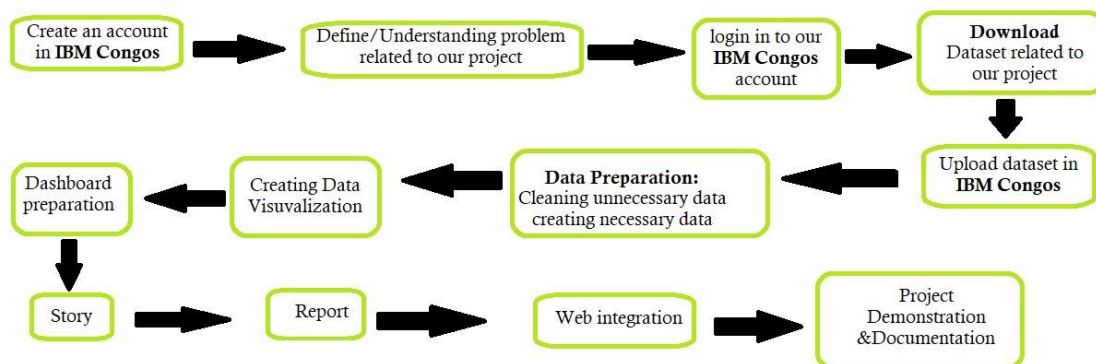 Create an account
in IBM Congos
Define/Understanding problem
related to our project
login in to our
IBM Congos
account
Download
Dataset related to
our project
Upload dataset in
IBM Congos
Data Preparation:
Cleaning unnecessary data
creating necessary data
Creating Data
Visuvalization
Dashboard
preparation
Story
Report
Web integration
Project
Demonstration
&Documentation